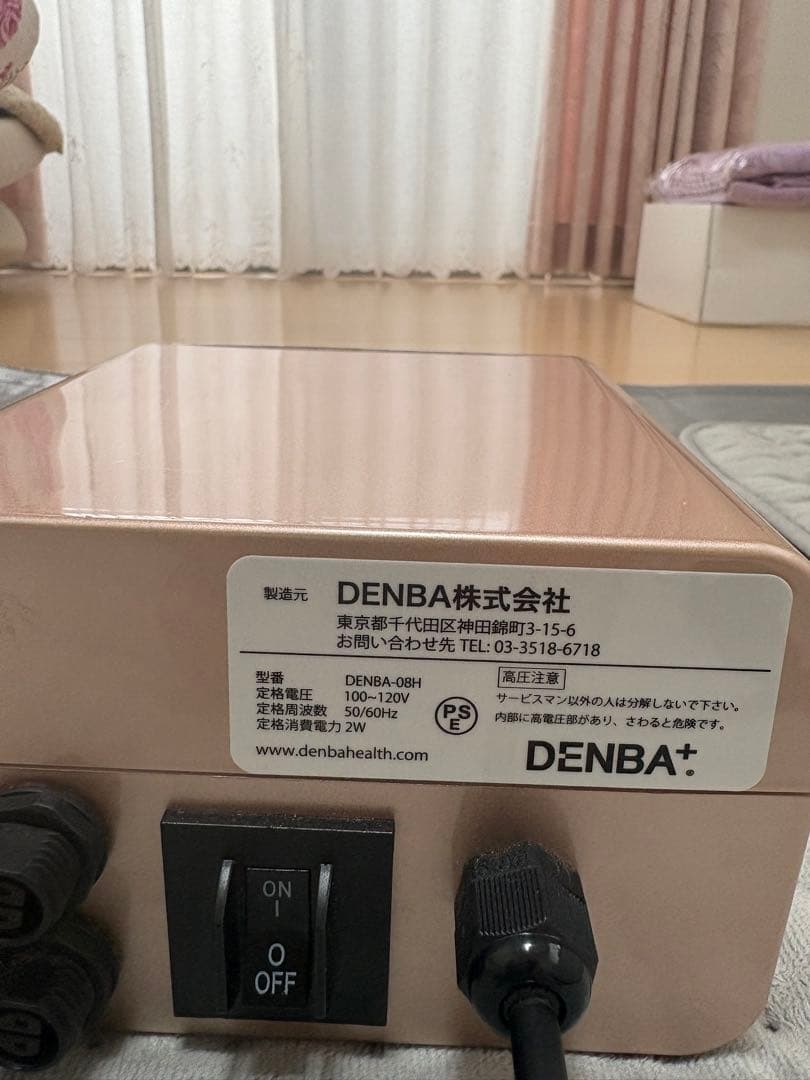 製造元 DENBA株式会社
東京都千代田区神田錦町3-15-6
お問い合わせ先 TEL: 03-3518-6718
型番 DENBA-08H
定格電圧 100~120V
定格周波数 50/60Hz
定格消費電力 2W
www.denbahealth.com
PS
E
高圧注意
サービスマン以外の人は分解しないで下さい。
内部に高電圧部があり、さわると危険です。
DENBA+®
ON
I
O
OFF